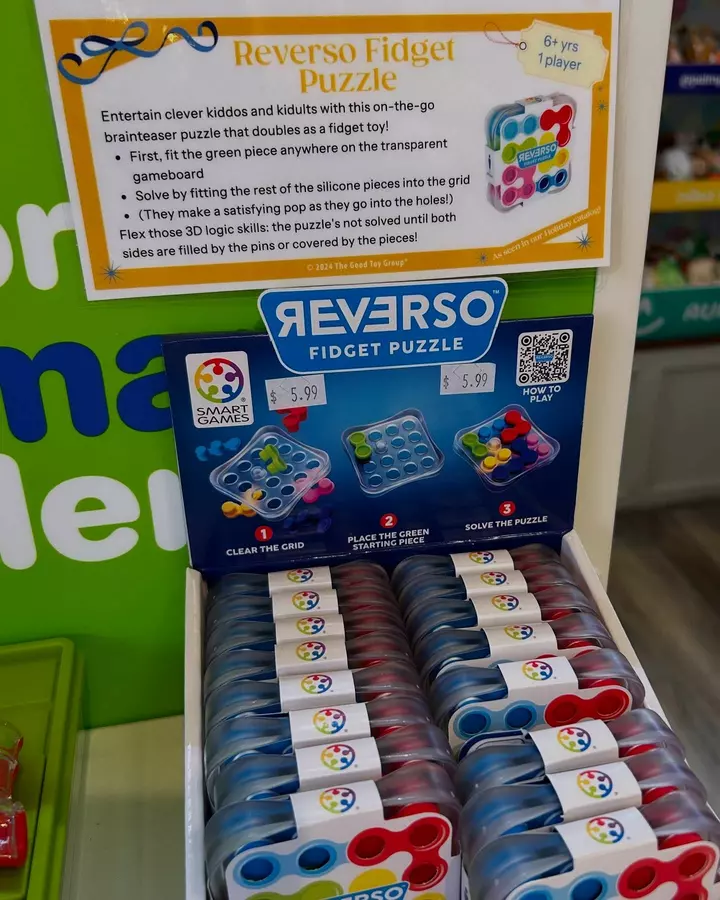 Reverso Fidget
Puzzle
6+ yrs
1 player
Entertain clever kiddos and kidults with this on-the-go
brainteaser puzzle that doubles as a fidget toy!
• First, fit the green piece anywhere on the transparent
gameboard
• Solve by fitting the rest of the silicone pieces into the grid
• (They make a satisfying pop as they go into the holes!)
Flex those 3D logic skills: the puzzle's not solved until both
sides are filled by the pins or covered by the pieces!
REVERSO
As seen in our Holiday Catalog!
© 2024 The Good Toy Group®
REVERSO™
FIDGET PUZZLE
SMART
GAMES
$ 5.99
$ 5.99
HOW TO
PLAY
1
CLEAR THE GRID
2
PLACE THE GREEN
STARTING PIECE
3
SOLVE THE PUZZLE
or
ma
le
AU